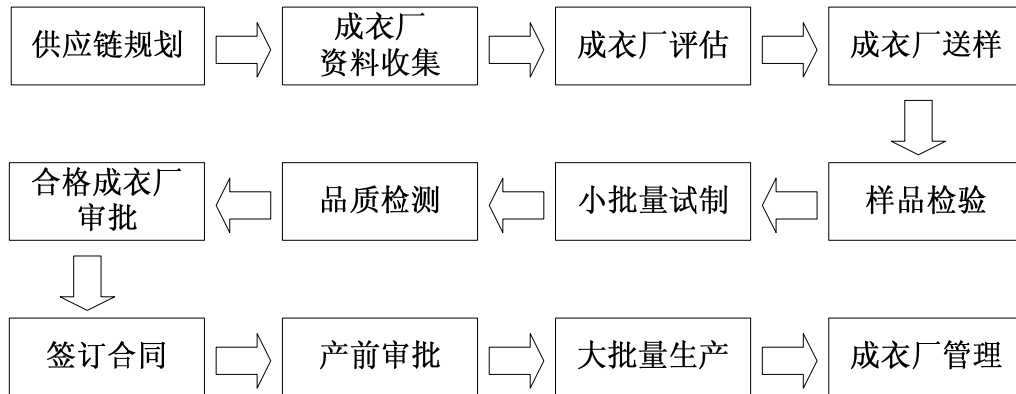 供应链规划
成衣厂
资料收集
成衣厂评估
成衣厂送样
合格成衣厂
审批
品质检测
小批量试制
样品检验
签订合同
产前审批
大批量生产
成衣厂管理